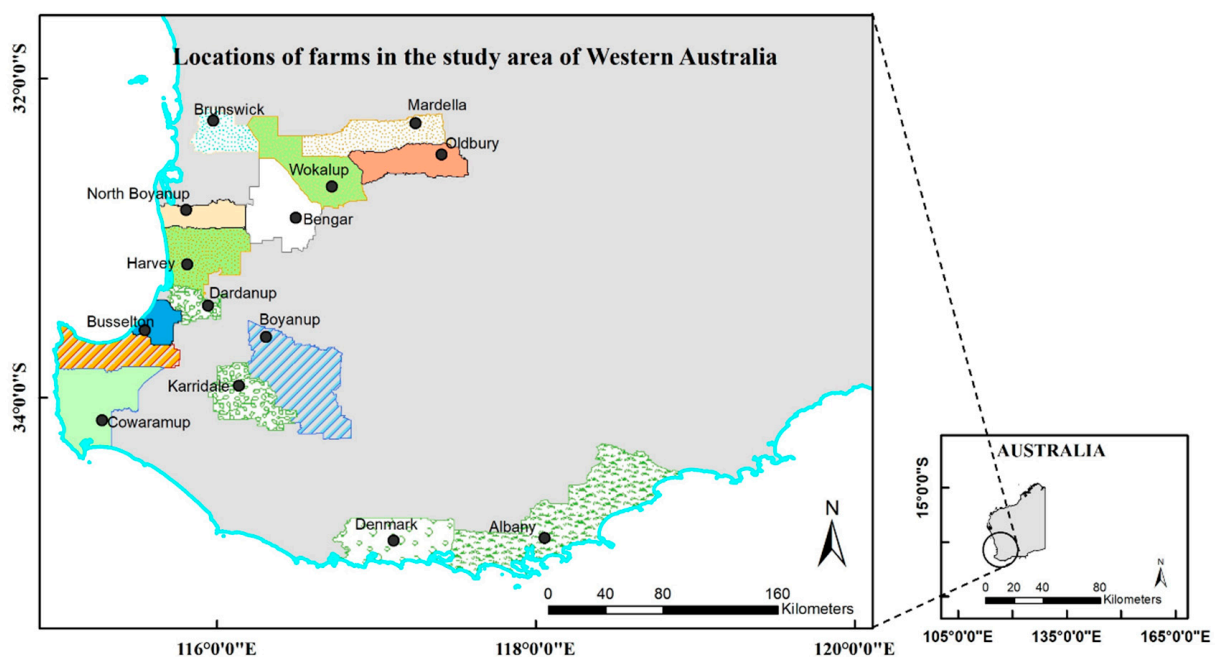 Locations of farms in the study area of Western Australia
32°0'0"S
34°0'0"S
Brunswick
Mardella
Oldbury
Wokalup
North Boyanup
Bengar
Harvey
Dardanup
Busselton
Boyanup
Karridale
Cowaramup
Denmark
Albany
N
0 40 80 160
Kilometers
116°0'0"E
118°0'0"E
120°0'0"E
AUSTRALIA
15°0'0"S
N
0 10 20 40 80
Kilometers
105°0'0"E
135°0'0"E
165°0'0"E